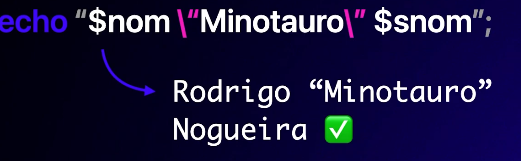 echo “$nom \“Minotauro\” $snom”;
Rodrigo “Minotauro”
Nogueira ✅